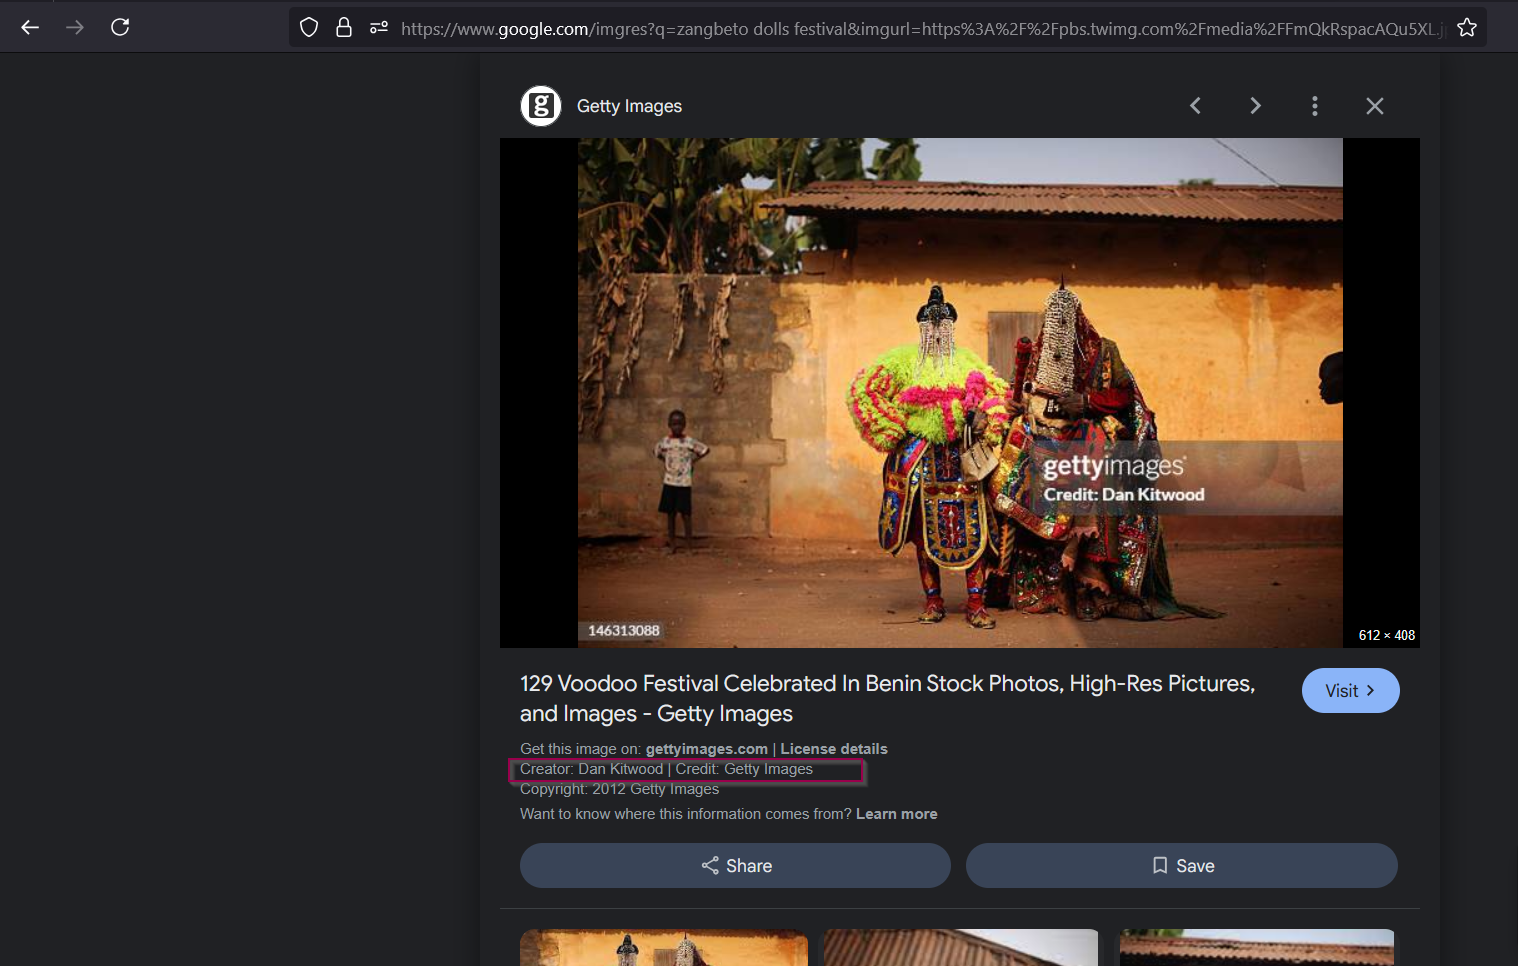 https://www.google.com/imgres?q=zangbeto dolls festival&imgurl=https%3A%2F%2Fpbs.twimg.com%2Fmedia%2FFmQkRspacAQu5XL.j
g
Getty Images
gettyimages®
Credit: Dan Kitwood
146313088
612 × 408
129 Voodoo Festival Celebrated In Benin Stock Photos, High-Res Pictures,
and Images - Getty Images
Visit
Get this image on: gettyimages.com | License details
Creator: Dan Kitwood | Credit: Getty Images
Copyright: 2012 Getty Images
Want to know where this information comes from? Learn more
Share
Save